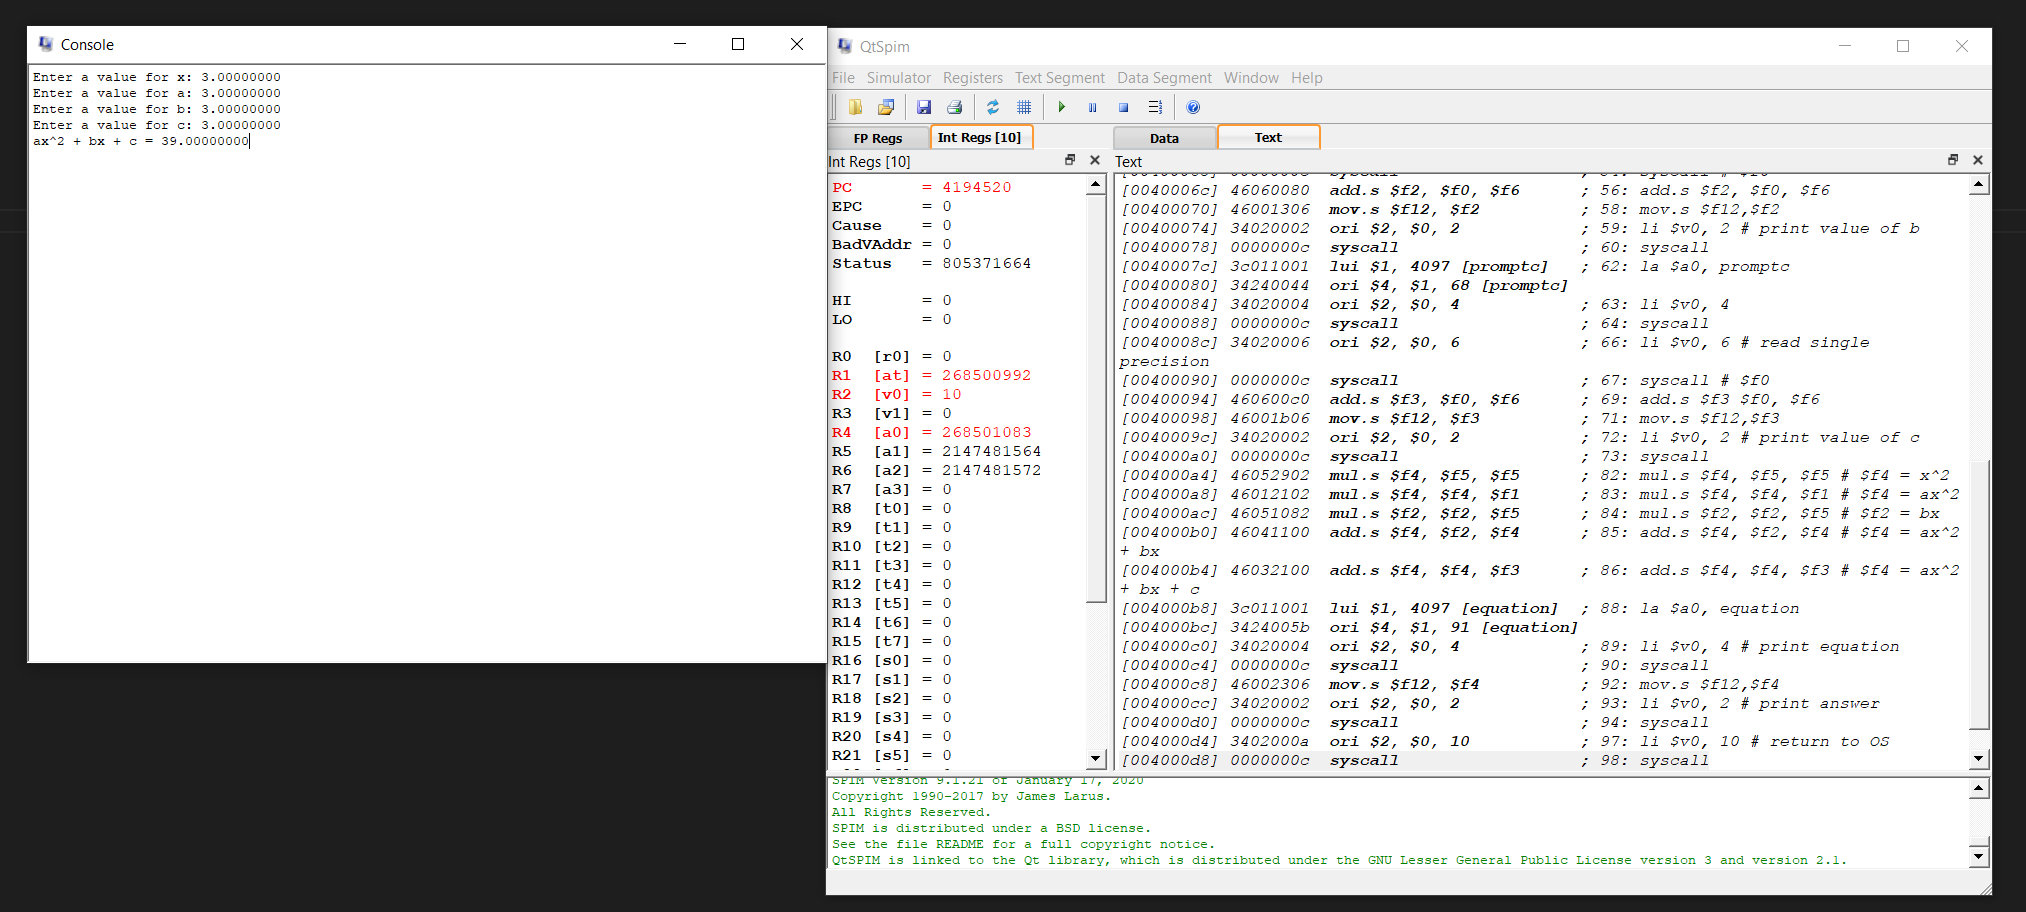 Console
Enter a value for x: 3.00000000
Enter a value for a: 3.00000000
Enter a value for b: 3.00000000
Enter a value for c: 3.00000000
ax^2 + bx + c = 39.00000000
QtSpim
File Simulator Registers Text Segment Data Segment Window Help
FP Regs Int Regs [10]
Int Regs [10]
PC = 4194520
EPC = 0
Cause = 0
BadVAddr = 0
Status = 805371664
HI = 0
LO = 0
R0 [r0] = 0
R1 [at] = 268500992
R2 [v0] = 10
R3 [v1] = 0
R4 [a0] = 268501083
R5 [a1] = 2147481564
R6 [a2] = 2147481572
R7 [a3] = 0
R8 [t0] = 0
R9 [t1] = 0
R10 [t2] = 0
R11 [t3] = 0
R12 [t4] = 0
R13 [t5] = 0
R14 [t6] = 0
R15 [t7] = 0
R16 [s0] = 0
R17 [s1] = 0
R18 [s2] = 0
R19 [s3] = 0
R20 [s4] = 0
R21 [s5] = 0
Data Text
Text
[0040006c] 46060080 add.s $f2, $f0, $f6 ; 56: add.s $f2, $f0, $f6
[00400070] 46001306 mov.s $f12, $f2 ; 58: mov.s $f12,$f2
[00400074] 34020002 ori $2, $0, 2 ; 59: li $v0, 2 # print value of b
[00400078] 0000000c syscall ; 60: syscall
[0040007c] 3c011001 lui $1, 4097 [promptc] ; 62: la $a0, promptc
[00400080] 34240044 ori $4, $1, 68 [promptc]
[00400084] 34020004 ori $2, $0, 4 ; 63: li $v0, 4
[00400088] 0000000c syscall ; 64: syscall
[0040008c] 34020006 ori $2, $0, 6 ; 66: li $v0, 6 # read single
precision
[00400090] 0000000c syscall ; 67: syscall # $f0
[00400094] 460600c0 add.s $f3, $f0, $f6 ; 69: add.s $f3 $f0, $f6
[00400098] 46001b06 mov.s $f12, $f3 ; 71: mov.s $f12,$f3
[0040009c] 34020002 ori $2, $0, 2 ; 72: li $v0, 2 # print value of c
[004000a0] 0000000c syscall ; 73: syscall
[004000a4] 46052902 mul.s $f4, $f5, $f5 ; 82: mul.s $f4, $f5, $f5 # $f4 = x^2
[004000a8] 46012102 mul.s $f4, $f4, $f1 ; 83: mul.s $f4, $f4, $f1 # $f4 = ax^2
[004000ac] 46051082 mul.s $f2, $f2, $f5 ; 84: mul.s $f2, $f2, $f5 # $f2 = bx
[004000b0] 46041100 add.s $f4, $f2, $f4 ; 85: add.s $f4, $f2, $f4 # $f4 = ax^2
+ bx
[004000b4] 46032100 add.s $f4, $f4, $f3 ; 86: add.s $f4, $f4, $f3 # $f4 = ax^2
+ bx + c
[004000b8] 3c011001 lui $1, 4097 [equation] ; 88: la $a0, equation
[004000bc] 3424005b ori $4, $1, 91 [equation]
[004000c0] 34020004 ori $2, $0, 4 ; 89: li $v0, 4 # print equation
[004000c4] 0000000c syscall ; 90: syscall
[004000c8] 46002306 mov.s $f12, $f4 ; 92: mov.s $f12,$f4
[004000cc] 34020002 ori $2, $0, 2 ; 93: li $v0, 2 # print answer
[004000d0] 0000000c syscall ; 94: syscall
[004000d4] 3402000a ori $2, $0, 10 ; 97: li $v0, 10 # return to OS
[004000d8] 0000000c syscall ; 98: syscall
SPIM Version 9.1.21 of January 17, 2020
Copyright 1990-2017 by James Larus.
All Rights Reserved.
SPIM is distributed under a BSD license.
See the file README for a full copyright notice.
QtSPIM is linked to the Qt library, which is distributed under the GNU Lesser General Public License version 3 and version 2.1.